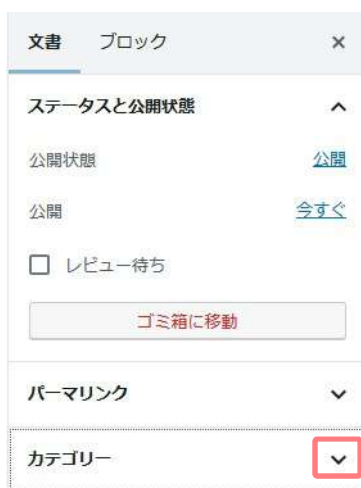 文書 ブロック ×
ステータスと公開状態
公開状態 公開
公開 今すぐ
レビュー待ち
ゴミ箱に移動
パーマリンク
カテゴリー